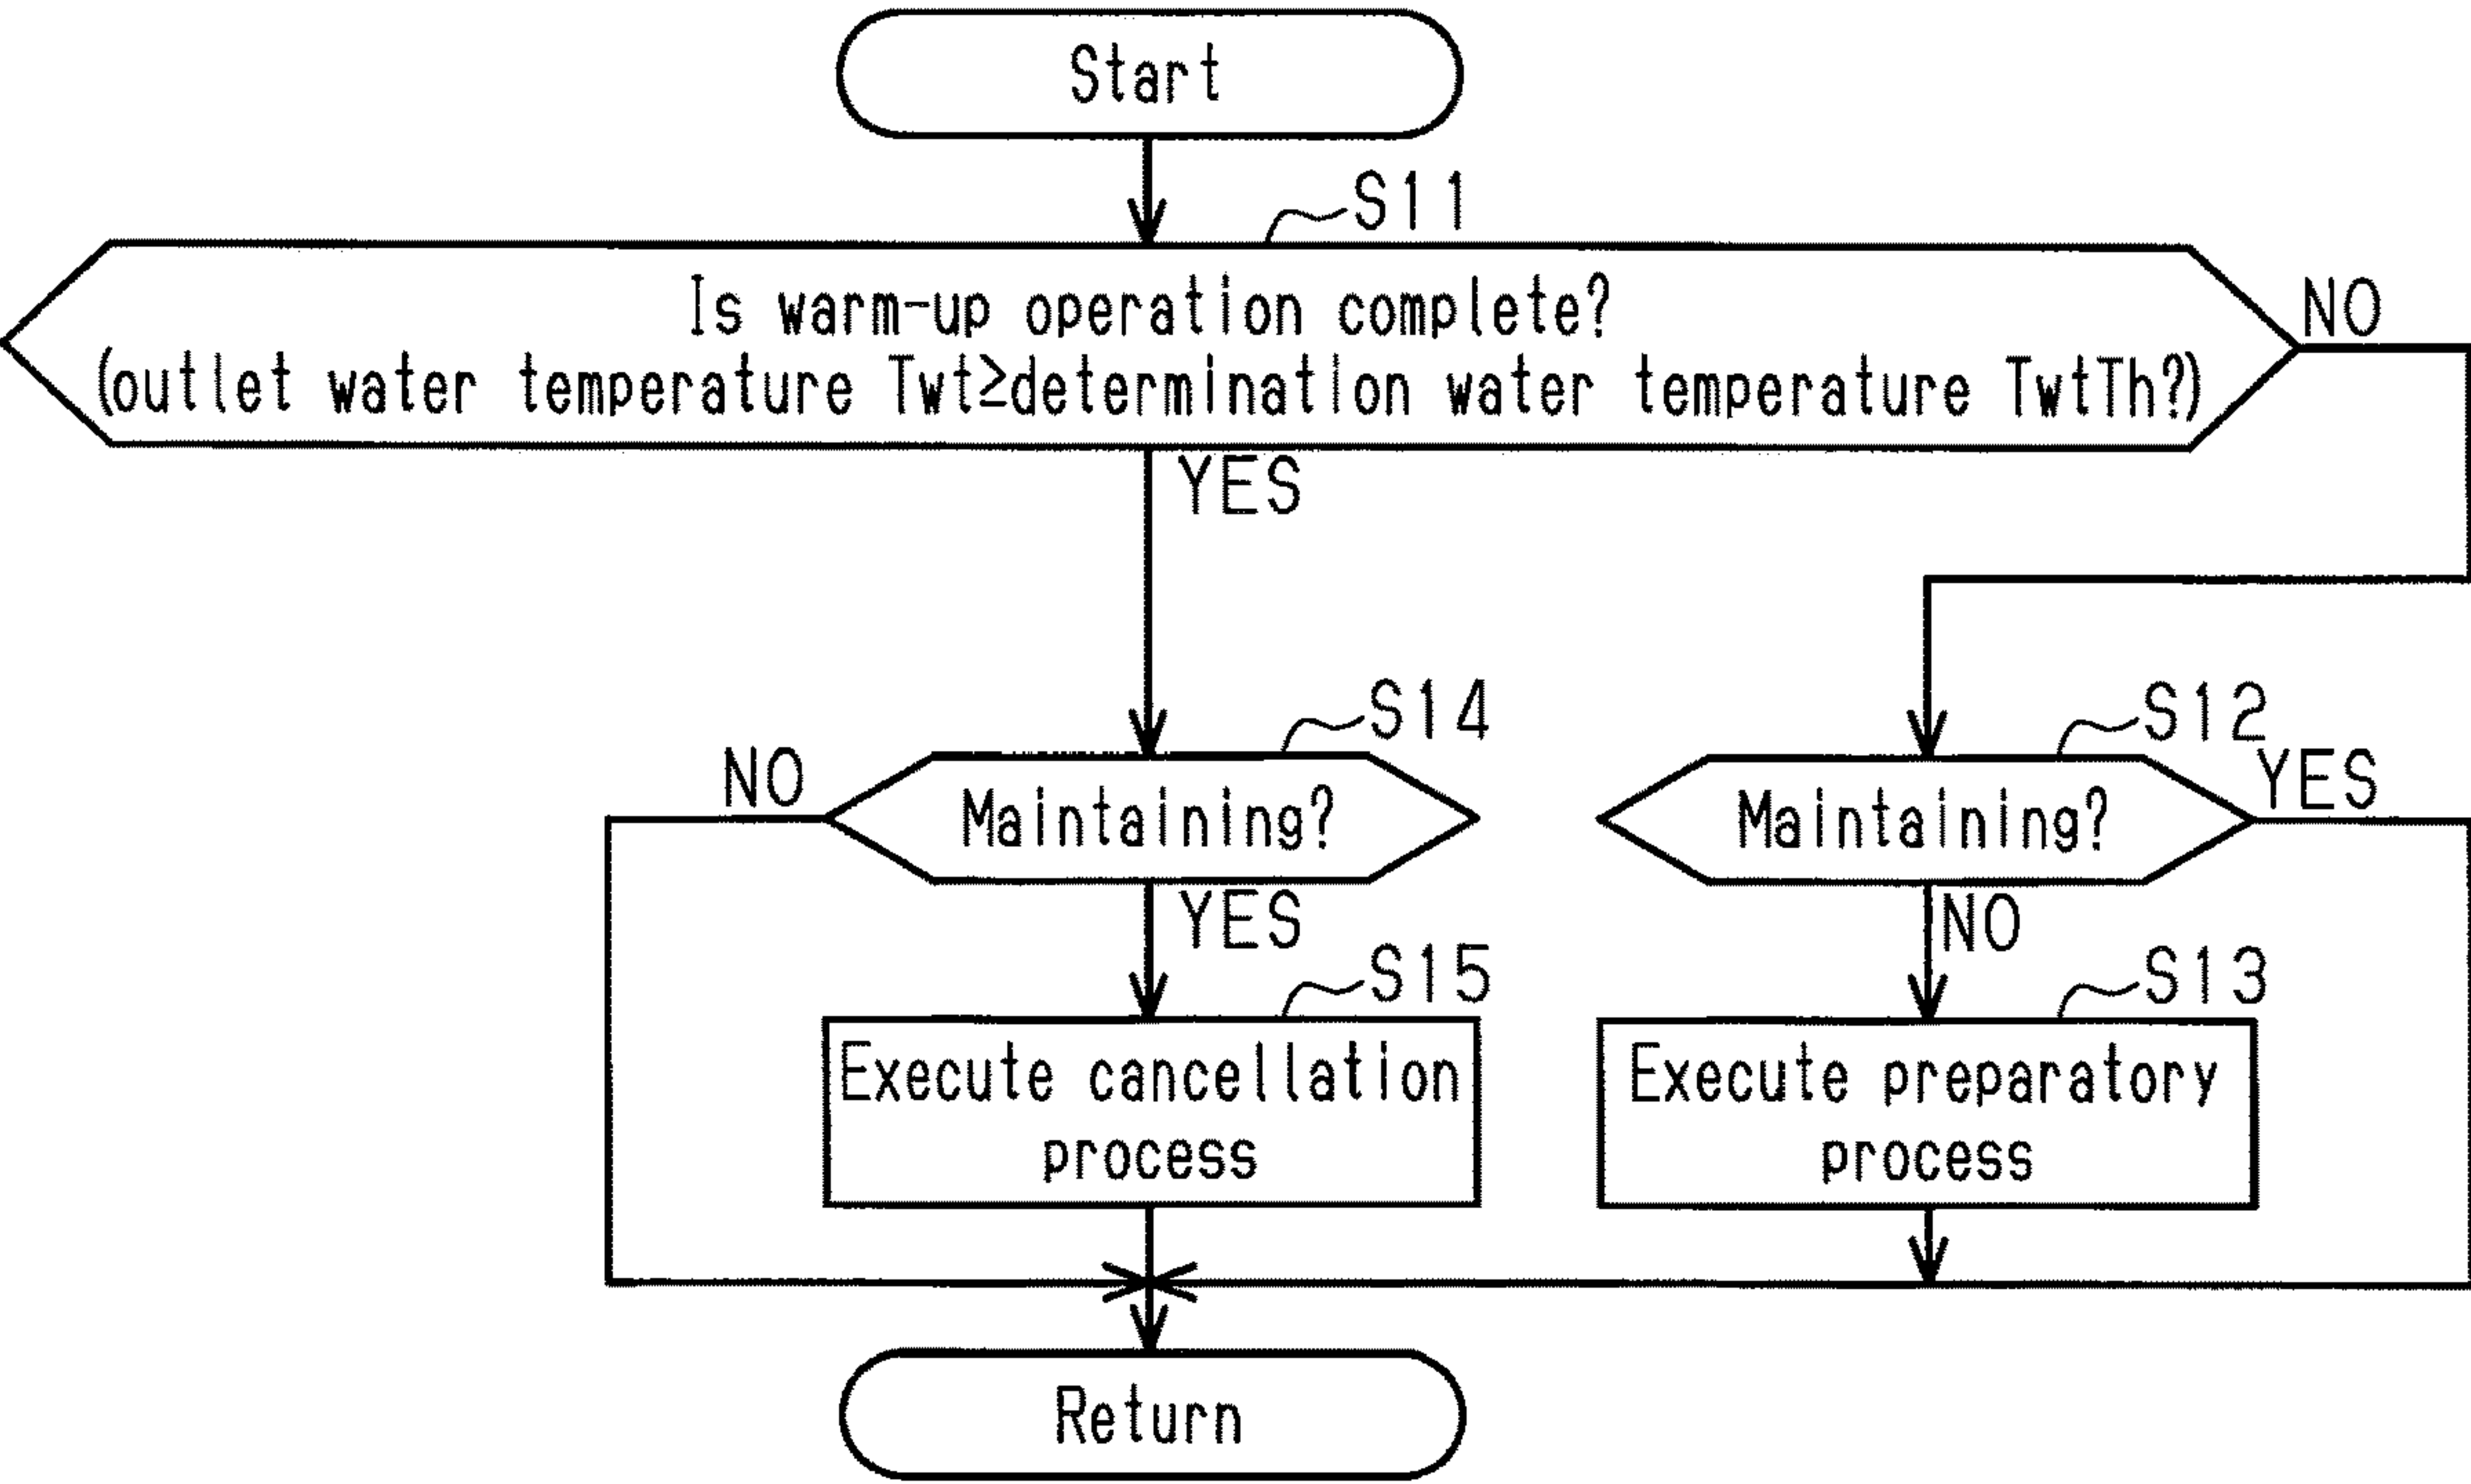 Start
S11
Is warm-up operation complete?
(outlet water temperature Twt≥determination water temperature TwtTh?)
NO
YES
S14
NO
Maintaining?
YES
S15
Execute cancellation
process
S12
Maintaining?
YES
NO
S13
Execute preparatory
process
Return